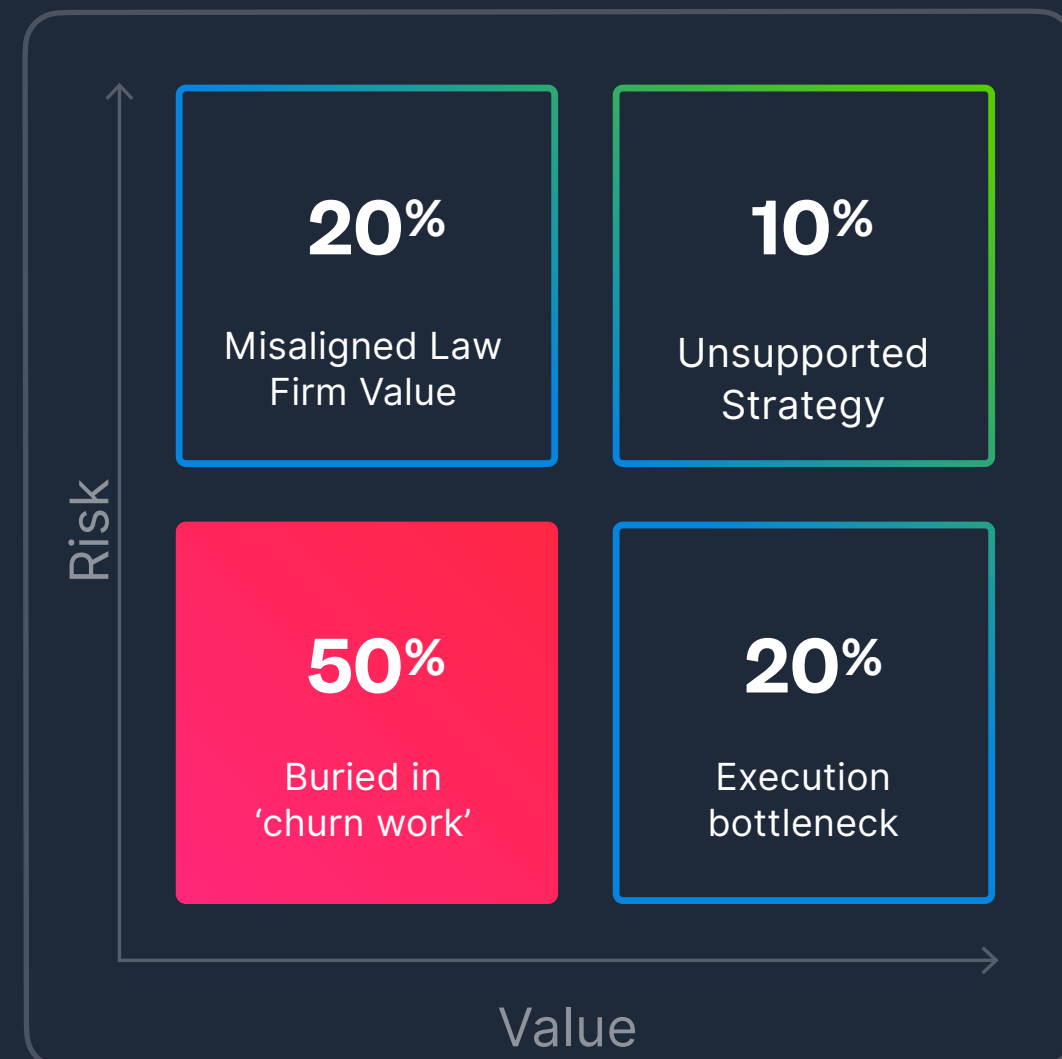 20%
Misaligned Law
Firm Value
10%
Unsupported
Strategy
Risk
50%
Buried in
‘churn work’
20%
Execution
bottleneck
Value